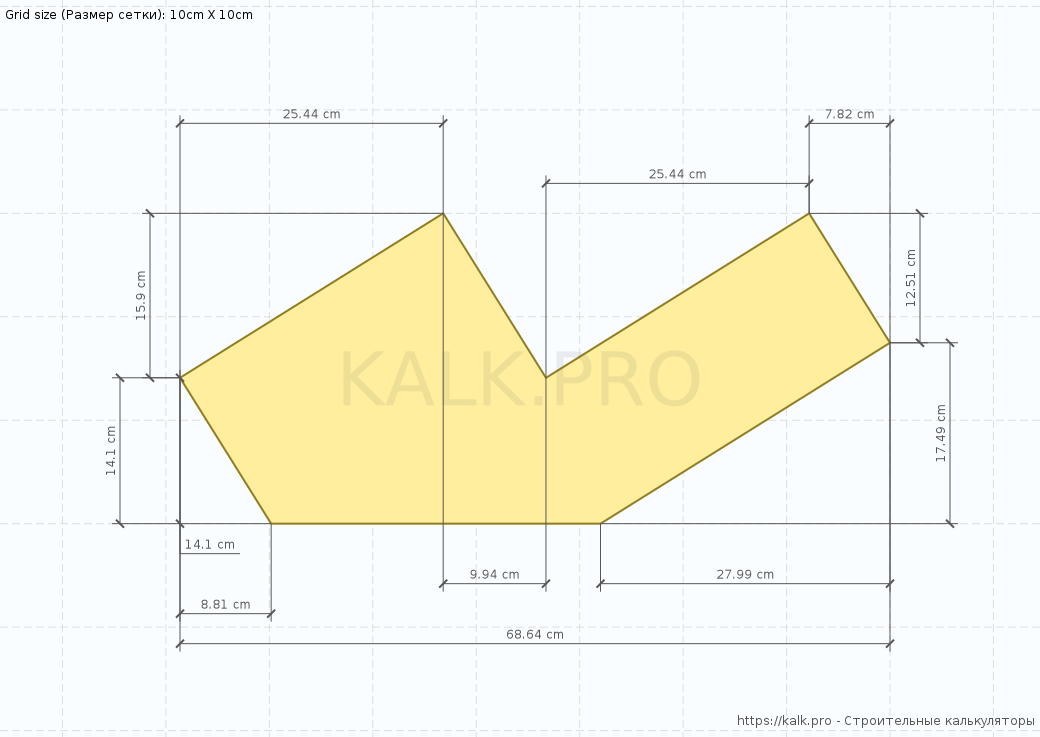 Grid size (Размер сетки): 10cm X 10cm
25.44 cm
7.82 cm
25.44 cm
15.9 cm
12.51 cm
KALK.PRO
14.1 cm
17.49 cm
14.1 cm
9.94 cm
27.99 cm
8.81 cm
68.64 cm
https://kalk.pro - Строительные калькуляторы